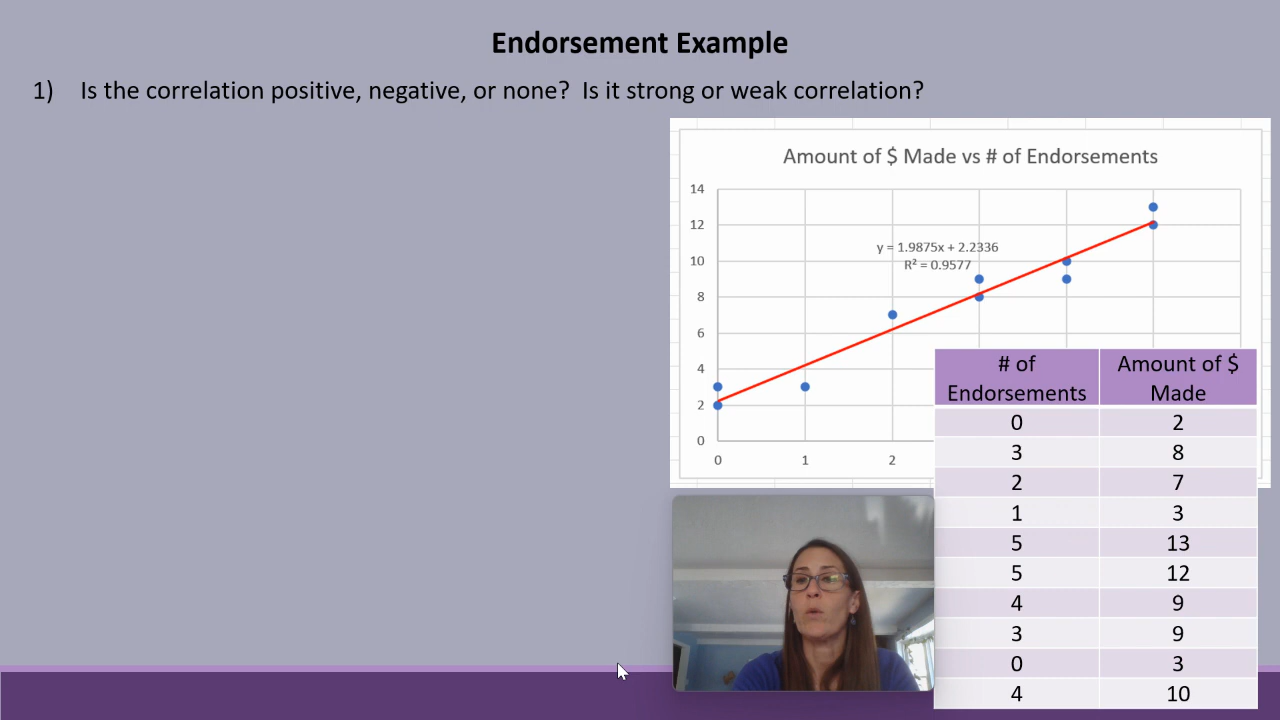 Endorsement Example
1) Is the correlation positive, negative, or none? Is it strong or weak correlation?
Amount of $ Made vs # of Endorsements
14
12
10
8
6
4
2
0
y = 1.9875x + 2.2336
R² = 0.9577
0 1 2
# of Endorsements Amount of $ Made
0 2
3 8
2 7
1 3
5 13
5 12
4 9
3 9
0 3
4 10